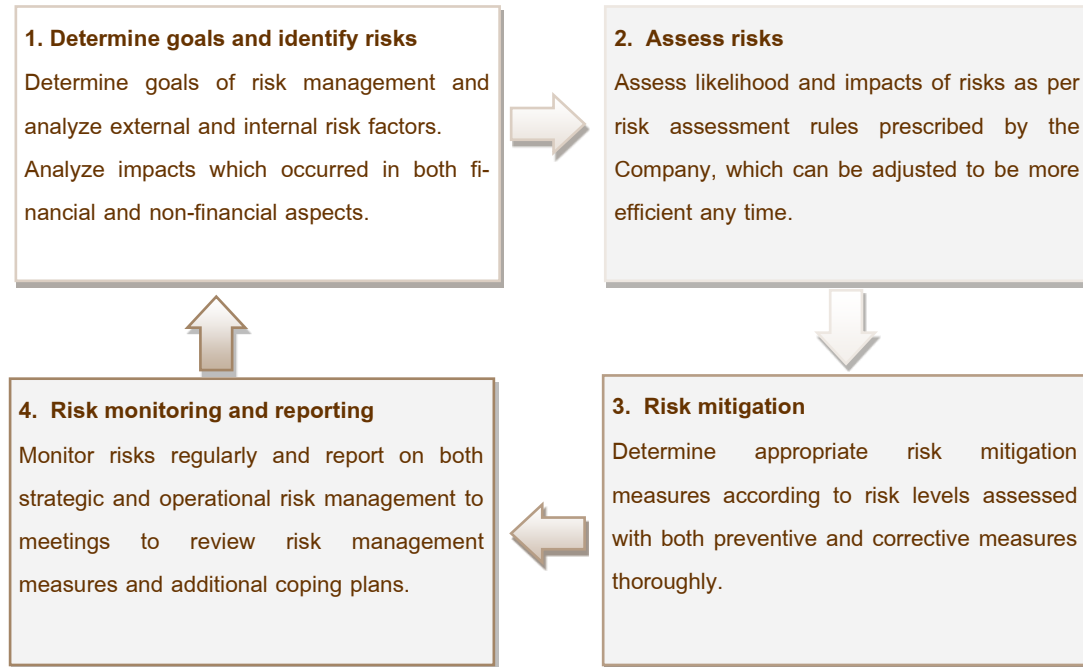 1. Determine goals and identify risks
Determine goals of risk management and
analyze external and internal risk factors.
Analyze impacts which occurred in both fi-
nancial and non-financial aspects.
2. Assess risks
Assess likelihood and impacts of risks as per
risk assessment rules prescribed by the
Company, which can be adjusted to be more
efficient any time.
3. Risk mitigation
Determine appropriate risk mitigation
measures according to risk levels assessed
with both preventive and corrective measures
thoroughly.
4. Risk monitoring and reporting
Monitor risks regularly and report on both
strategic and operational risk management to
meetings to review risk management
measures and additional coping plans.